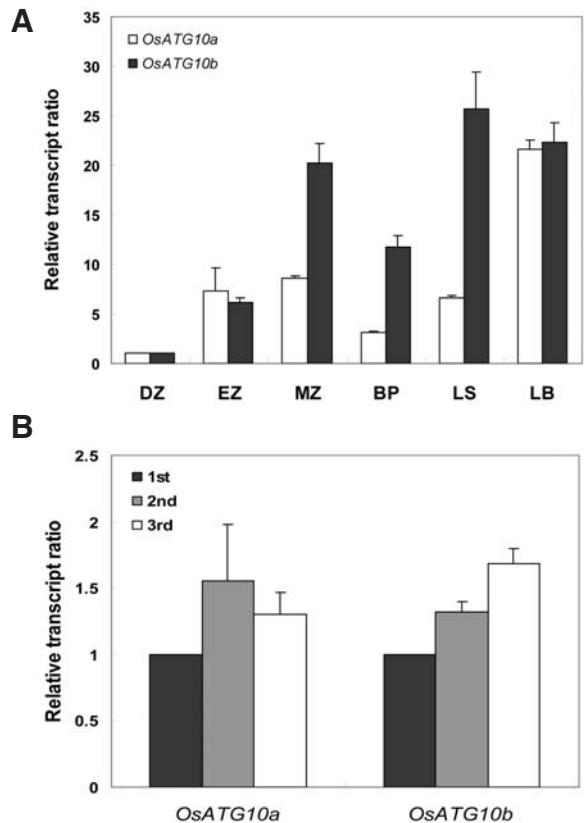 A
OsATG10a
OsATG10b
Relative transcript ratio
35
30
25
20
15
10
5
0
DZ EZ MZ BP LS LB
B
1st
2nd
3rd
Relative transcript ratio
2.5
2
1.5
1
0.5
0
OsATG10a OsATG10b